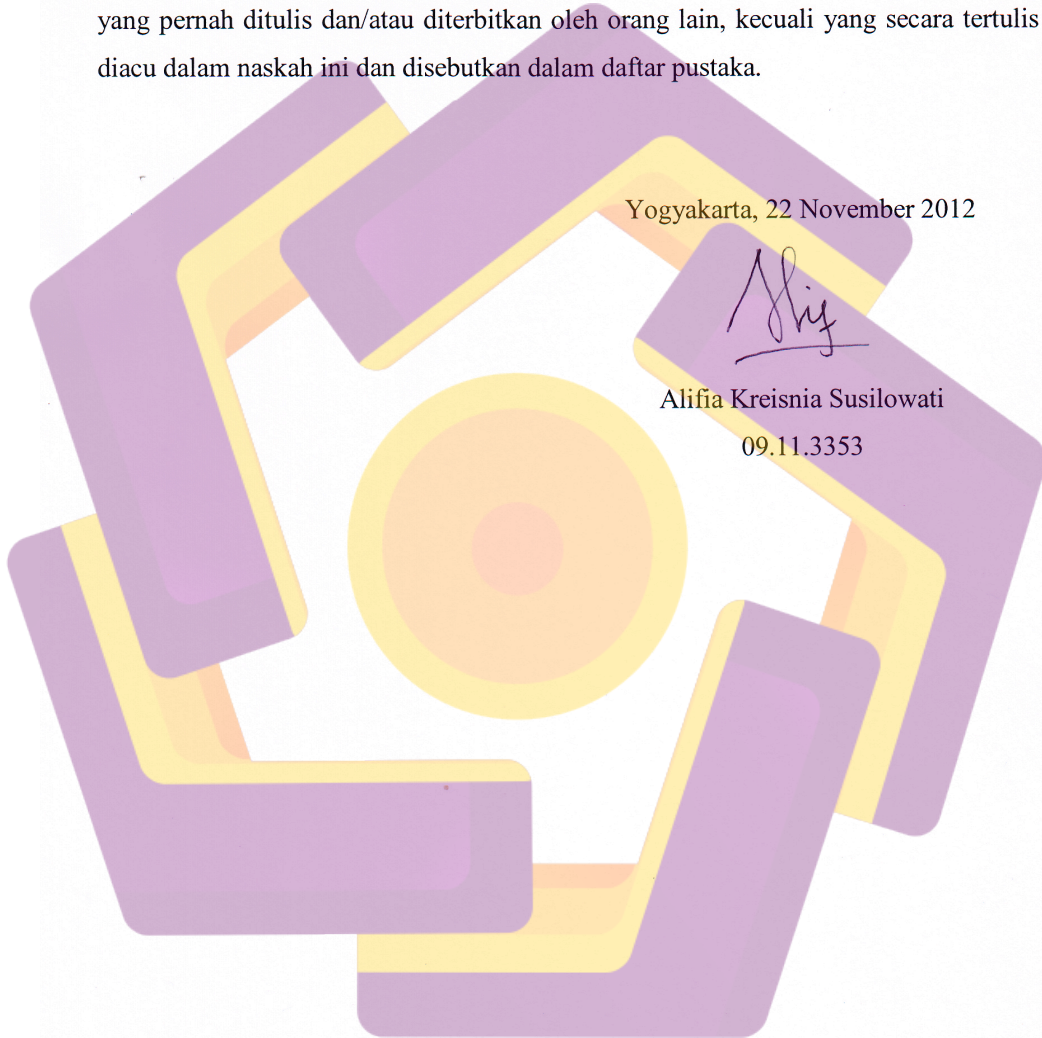 yang pernah ditulis dan/atau diterbitkan oleh orang lain, kecuali yang secara tertulis
diacu dalam naskah ini dan disebutkan dalam daftar pustaka.
Yogyakarta, 22 November 2012
Alifia Kreisnia Susilowati
09.11.3353